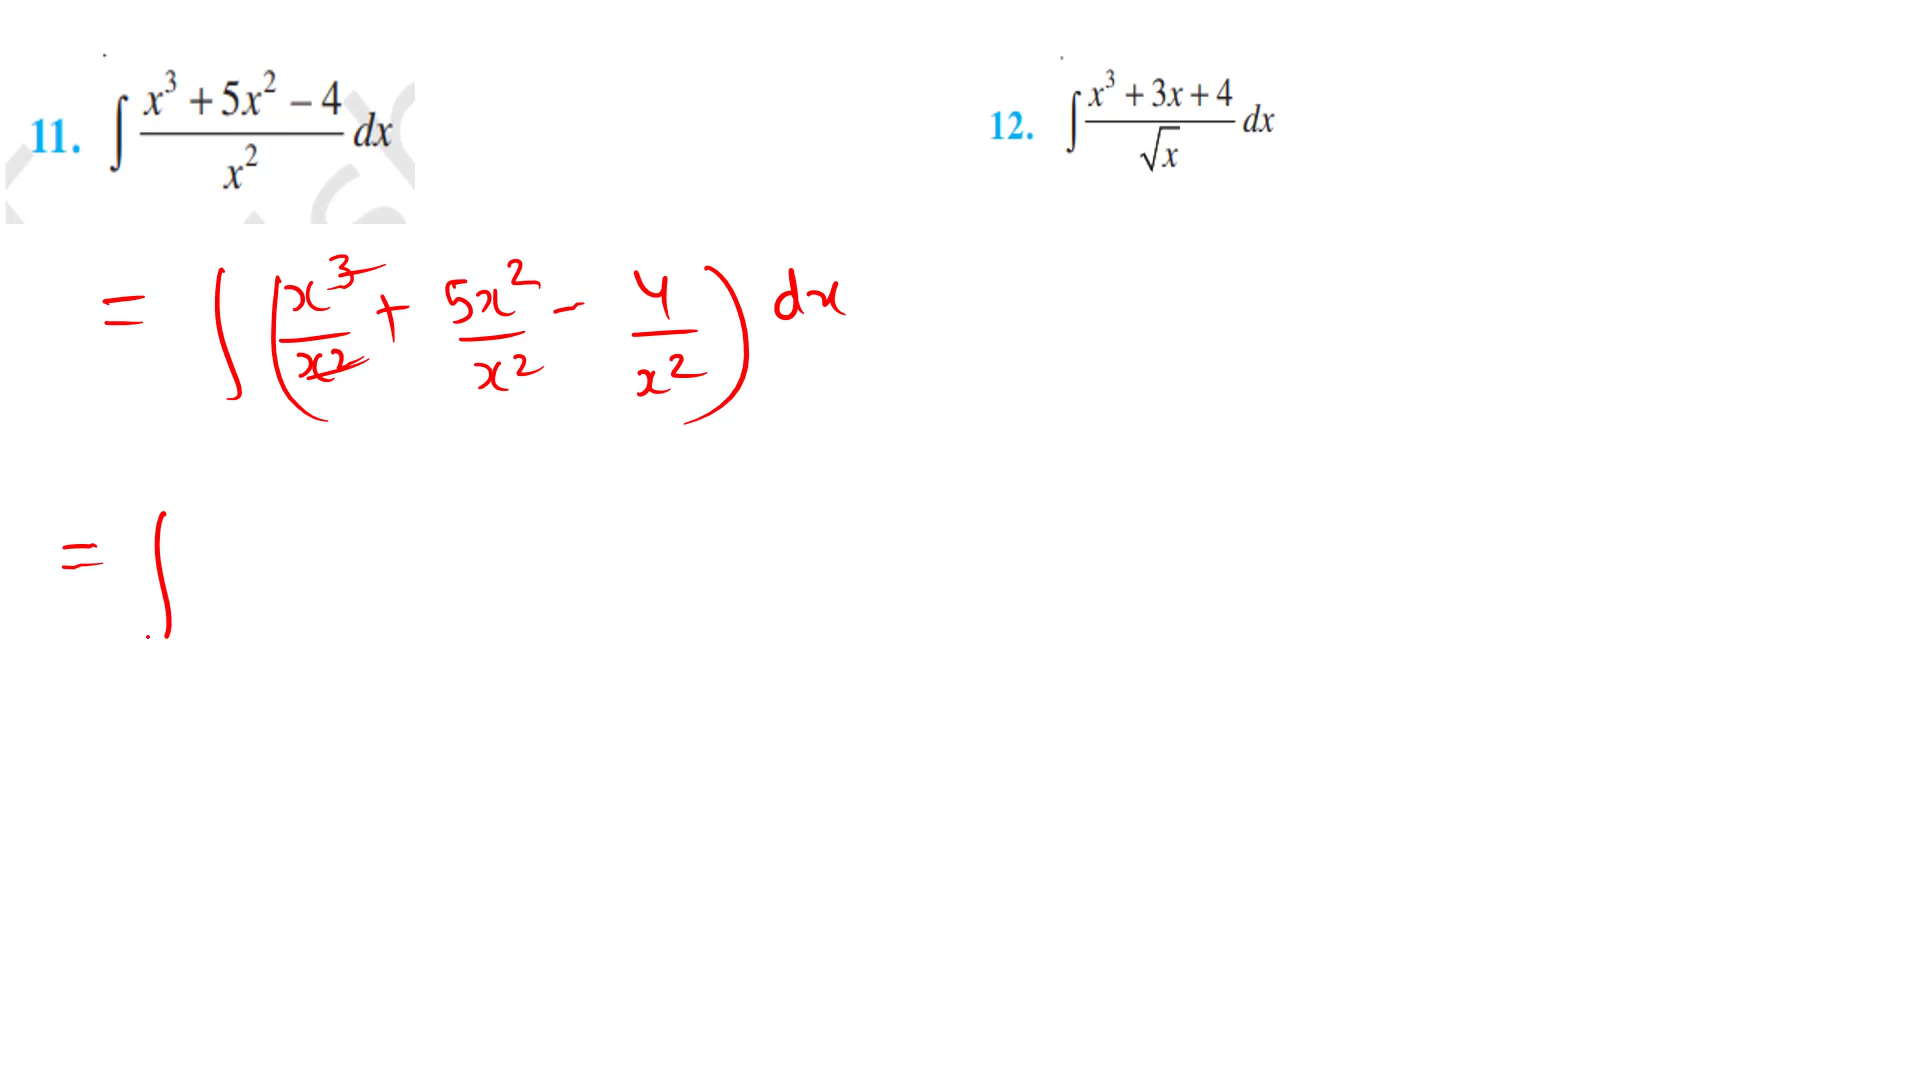 11. ∫ (x³ + 5x² − 4)/x² dx
12. ∫ (x³ + 3x + 4)/√x dx
= ∫ (x³/x² + 5x²/x² − 4/x²) dx
= ∫